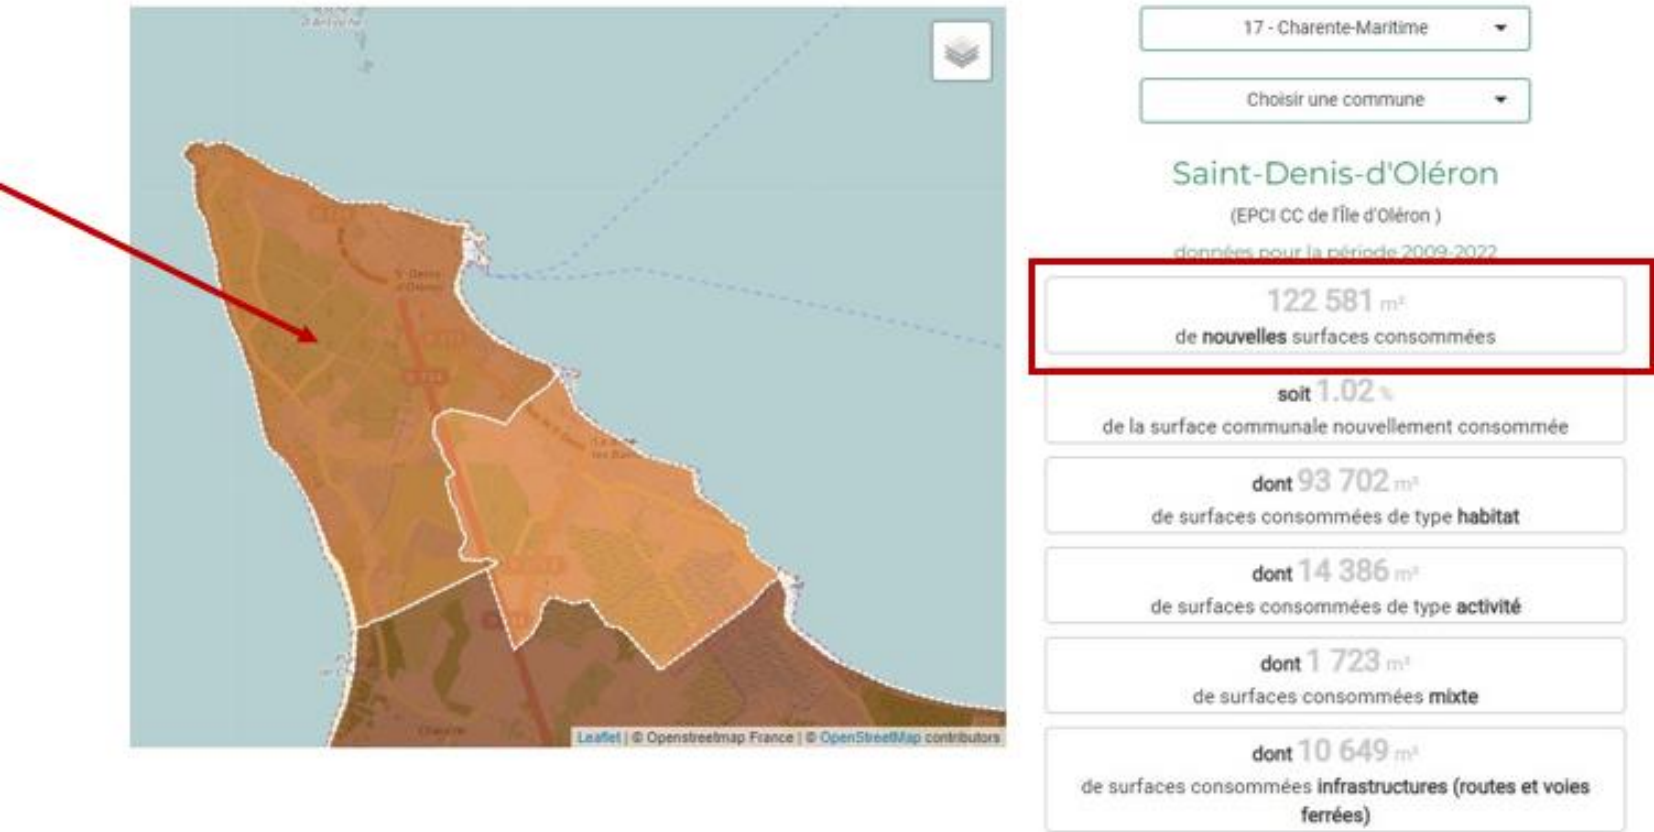 17 - Charente-Maritime
Choisir une commune
Saint-Denis-d'Oléron
(EPCI CC de l'Île d'Oléron )
données pour la période 2009-2022
122 581 m²
de nouvelles surfaces consommées
soit 1.02 %
de la surface communale nouvellement consommée
dont 93 702 m²
de surfaces consommées de type habitat
dont 14 386 m²
de surfaces consommées de type activité
dont 1 723 m²
de surfaces consommées mixte
dont 10 649 m²
de surfaces consommées infrastructures (routes et voies
ferrées)
d'Antioche
St-Denis-
d'Oléron
Leaflet | © Openstreetmap France | © OpenStreetMap contributors